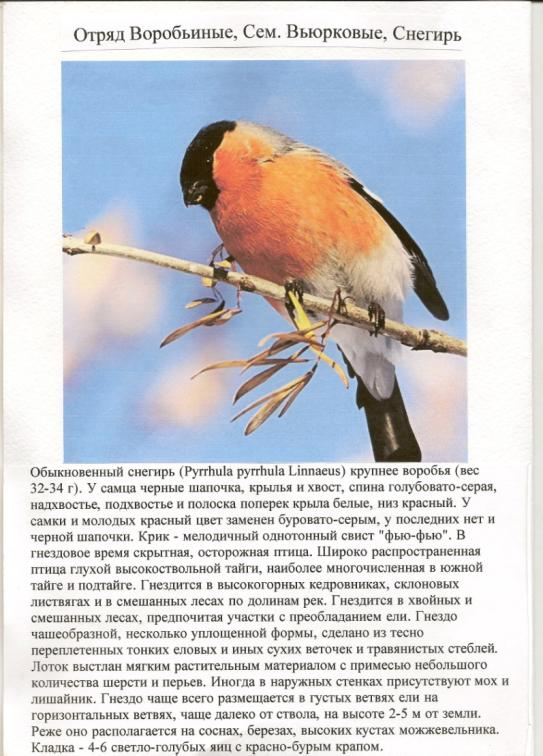 Отряд Воробьиные, Сем. Вьюрковые, Снегирь
Обыкновенный снегирь (Pyrrhula pyrrhula Linnaeus) крупнее воробья (вес
32-34 г). У самца черные шапочка, крылья и хвост, спина голубовато-серая,
надхвостье, подхвостье и полоска поперек крыла белые, низ красный. У
самки и молодых красный цвет заменен буровато-серым, у последних нет и
черной шапочки. Крик - мелодичный однотонный свист "фью-фью". В
гнездовое время скрытная, осторожная птица. Широко распространенная
птица глухой высокоствольной тайги, наиболее многочисленная в южной
тайге и подтайге. Гнездится в высокогорных кедровниках, склоновых
листвягах и в смешанных лесах по долинам рек. Гнездится в хвойных и
смешанных лесах, предпочитая участки с преобладанием ели. Гнездо
чашеобразной, несколько уплощенной формы, сделано из тесно
переплетенных тонких еловых и иных сухих веточек и травянистых стеблей.
Лоток выстлан мягким растительным материалом с примесью небольшого
количества шерсти и перьев. Иногда в наружных стенках присутствуют мох и
лишайник. Гнездо чаще всего размещается в густых ветвях ели на
горизонтальных ветвях, чаще далеко от ствола, на высоте 2-5 м от земли.
Реже оно располагается на соснах, березах, высоких кустах можжевельника.
Кладка - 4-6 светло-голубых яиц с красно-бурым крапом.